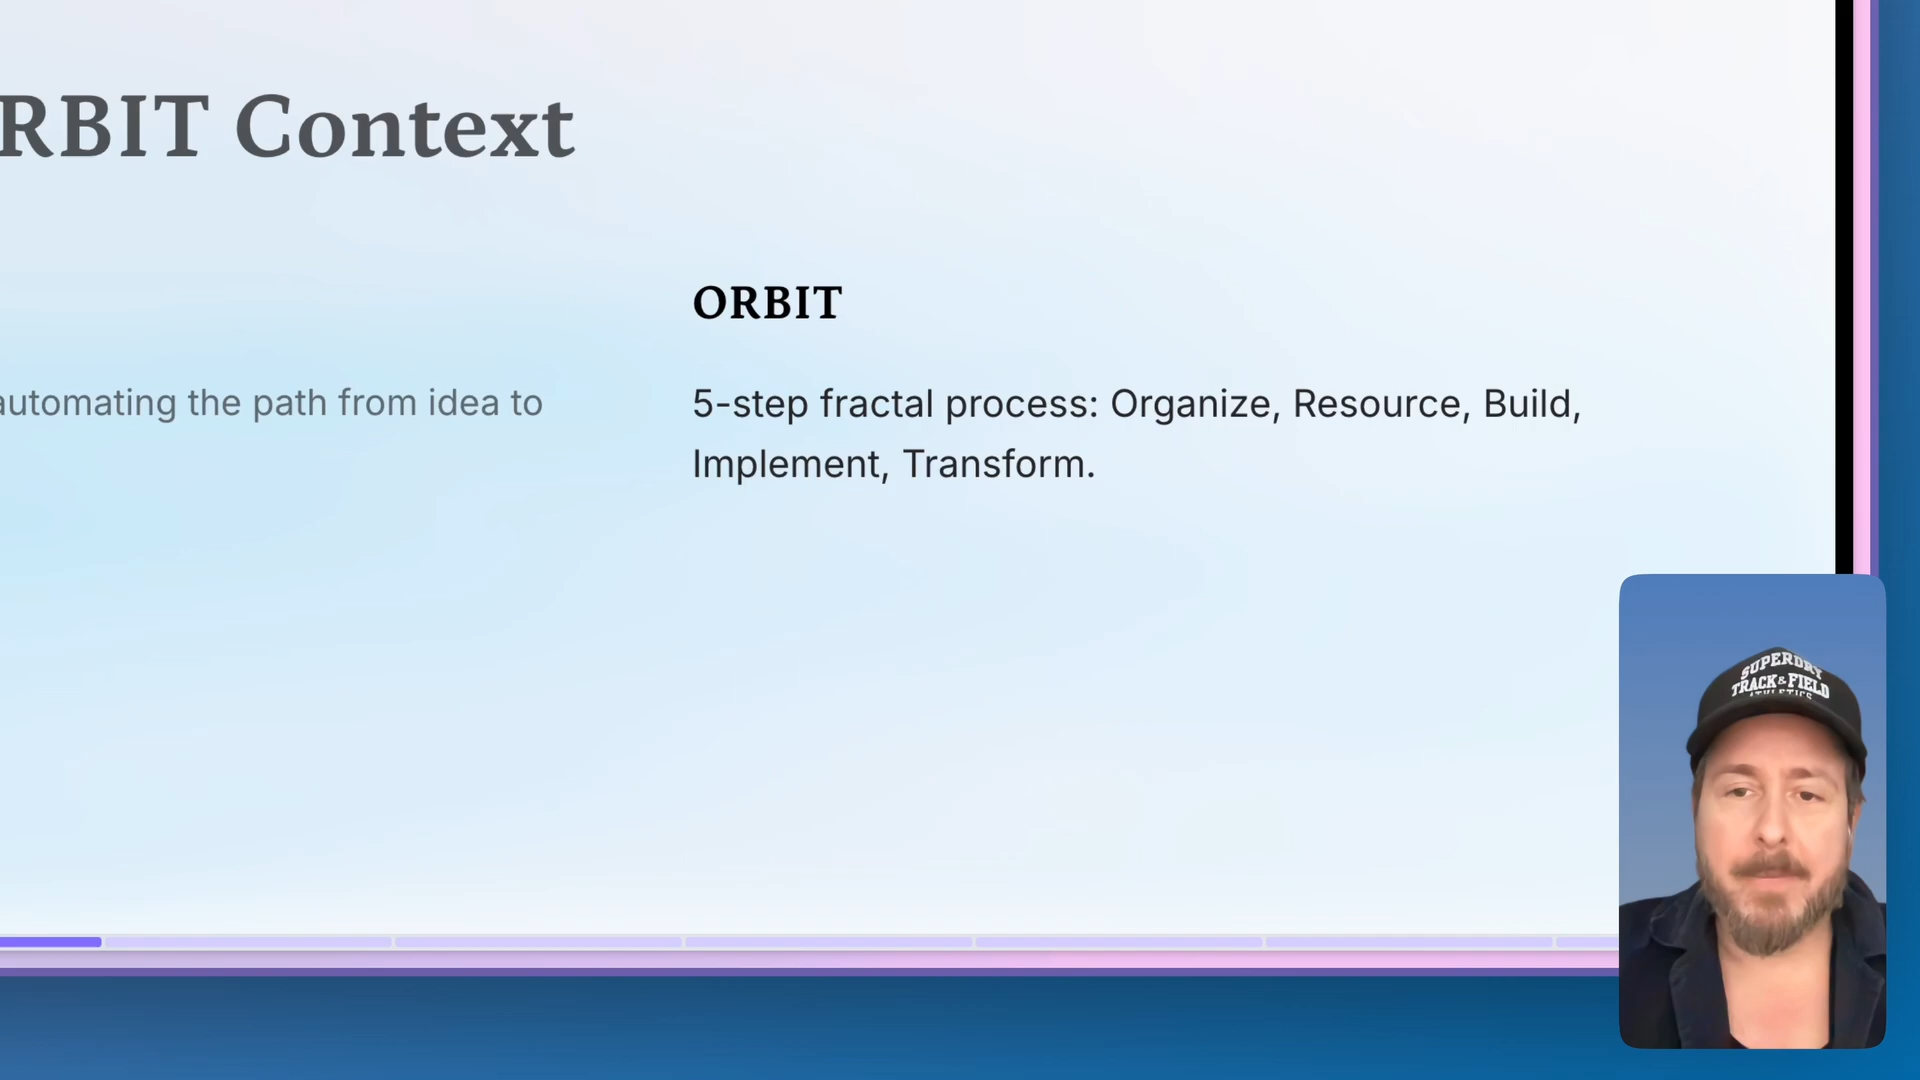 RBIT Context
automating the path from idea to
ORBIT
5-step fractal process: Organize, Resource, Build,
Implement, Transform.
SUPERDRY
TRACK & FIELD
ATHLETICS